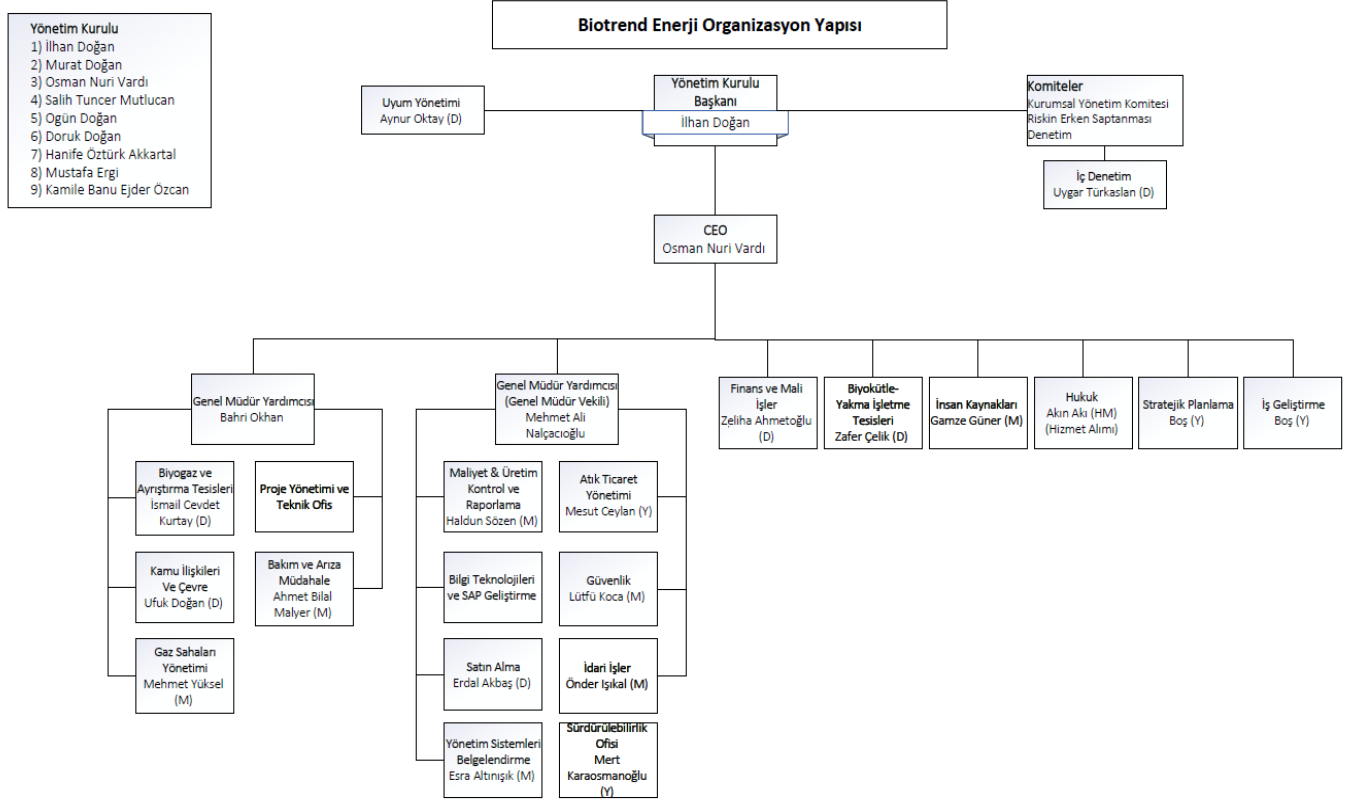 Biotrend Enerji Organizasyon Yapısı
Yönetim Kurulu
1) İlhan Doğan
2) Murat Doğan
3) Osman Nuri Vardı
4) Salih Tuncer Mutlucan
5) Ogün Doğan
6) Doruk Doğan
7) Hanife Öztürk Akkartal
8) Mustafa Ergi
9) Kamile Banu Ejder Özcan
Uyum Yönetimi
Aynur Oktay (D)
Yönetim Kurulu
Başkanı
İlhan Doğan
Komiteler
Kurumsal Yönetim Komitesi
Riskin Erken Saptanması
Denetim
İç Denetim
Uygar Türkaslan (D)
CEO
Osman Nuri Vardı
Genel Müdür Yardımcısı
Bahri Okhan
Genel Müdür Yardımcısı
(Genel Müdür Vekili)
Mehmet Ali
Nalçacıoğlu
Finans ve Mali
İşler
Zeliha Ahmetoğlu
(D)
Biyokütle-
Yakma İşletme
Tesisleri
Zafer Çelik (D)
İnsan Kaynakları
Gamze Güner (M)
Hukuk
Akın Akı (HM)
(Hizmet Alımı)
Stratejik Planlama
Boş (Y)
İş Geliştirme
Boş (Y)
Biyogaz ve
Ayrıştırma Tesisleri
İsmail Cevdet
Kurtay (D)
Proje Yönetimi ve
Teknik Ofis
Kamu İlişkileri
Ve Çevre
Ufuk Doğan (D)
Bakım ve Arıza
Müdahale
Ahmet Bilal
Malyer (M)
Gaz Sahaları
Yönetimi
Mehmet Yüksel
(M)
Maliyet & Üretim
Kontrol ve
Raporlama
Haldun Sözen (M)
Atık Ticaret
Yönetimi
Mesut Ceylan (Y)
Bilgi Teknolojileri
ve SAP Geliştirme
Güvenlik
Lütfü Koca (M)
Satın Alma
Erdal Akbaş (D)
İdari İşler
Önder Işıkal (M)
Yönetim Sistemleri
Belgelendirme
Esra Altınışık (M)
Sürdürülebilirlik
Ofisi
Mert
Karaosmanoğlu
(Y)